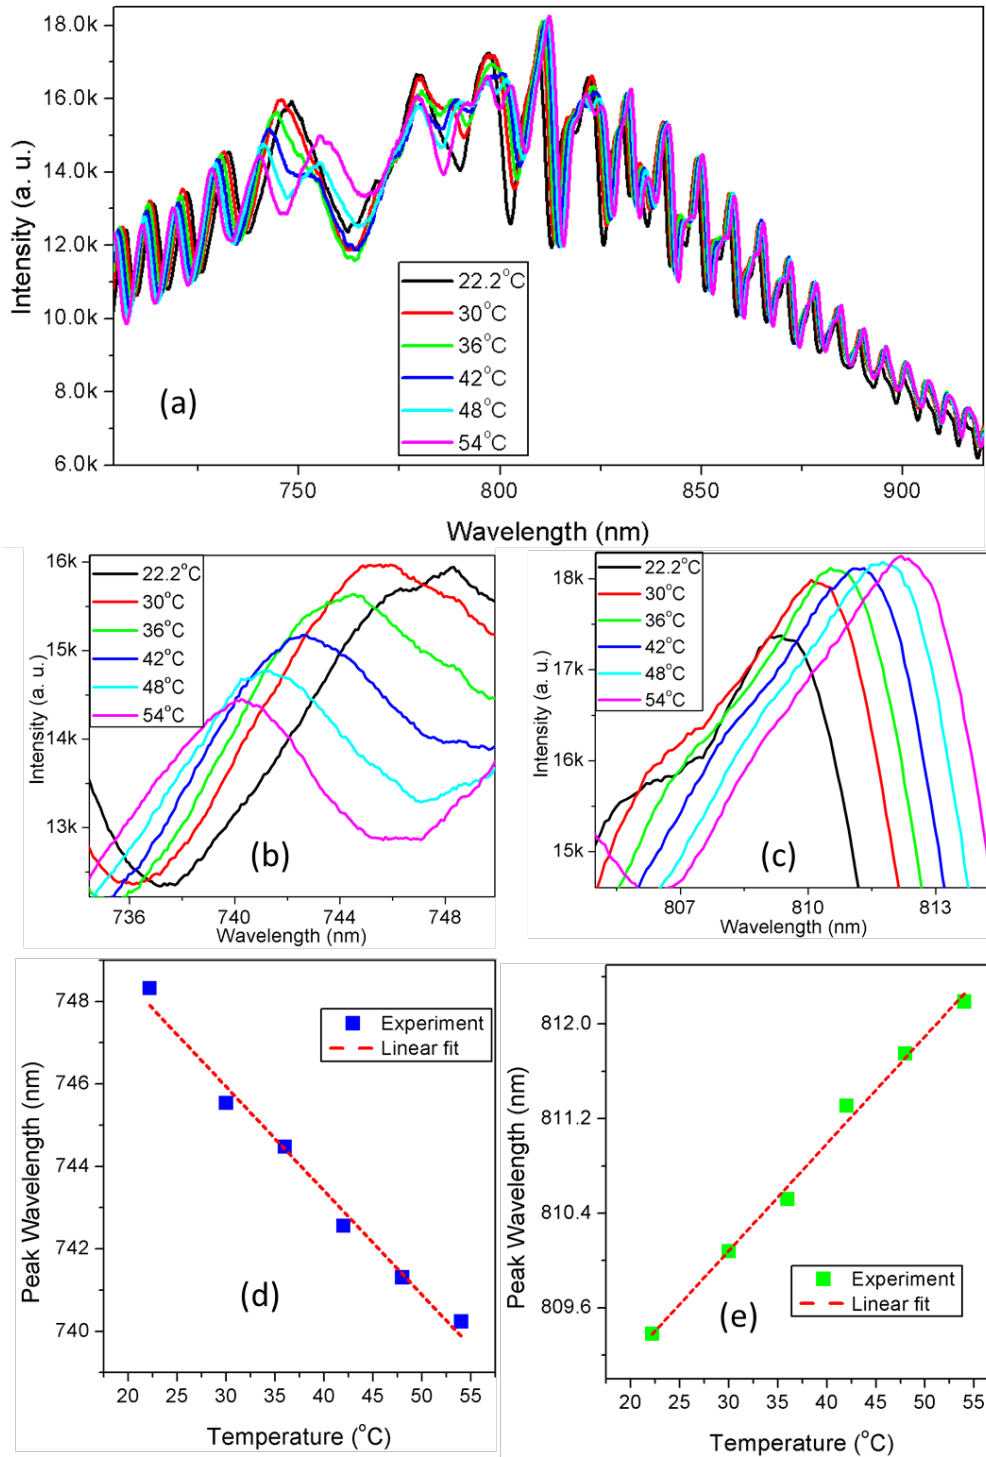 18.0k
16.0k
14.0k
12.0k
10.0k
8.0k
6.0k
Intensity (a. u.)
22.2°C
30°C
36°C
42°C
48°C
54°C
(a)
750 800 850 900
Wavelength (nm)
16k
15k
14k
13k
Intensity (a. u.)
22.2°C
30°C
36°C
42°C
48°C
54°C
(b)
736 740 744 748
Wavelength (nm)
18k
17k
16k
15k
Intensity (a. u.)
22.2°C
30°C
36°C
42°C
48°C
54°C
(c)
807 810 813
Wavelength (nm)
748
746
744
742
740
Peak Wavelength (nm)
Experiment
Linear fit
(d)
20 25 30 35 40 45 50 55
Temperature (°C)
812.0
811.2
810.4
809.6
Peak Wavelength (nm)
Experiment
Linear fit
(e)
20 25 30 35 40 45 50 55
Temperature (°C)